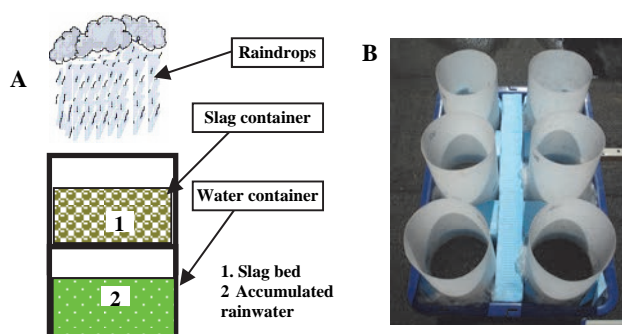 A
B
Raindrops
Slag container
Water container
1
2
1. Slag bed
2 Accumulated
rainwater